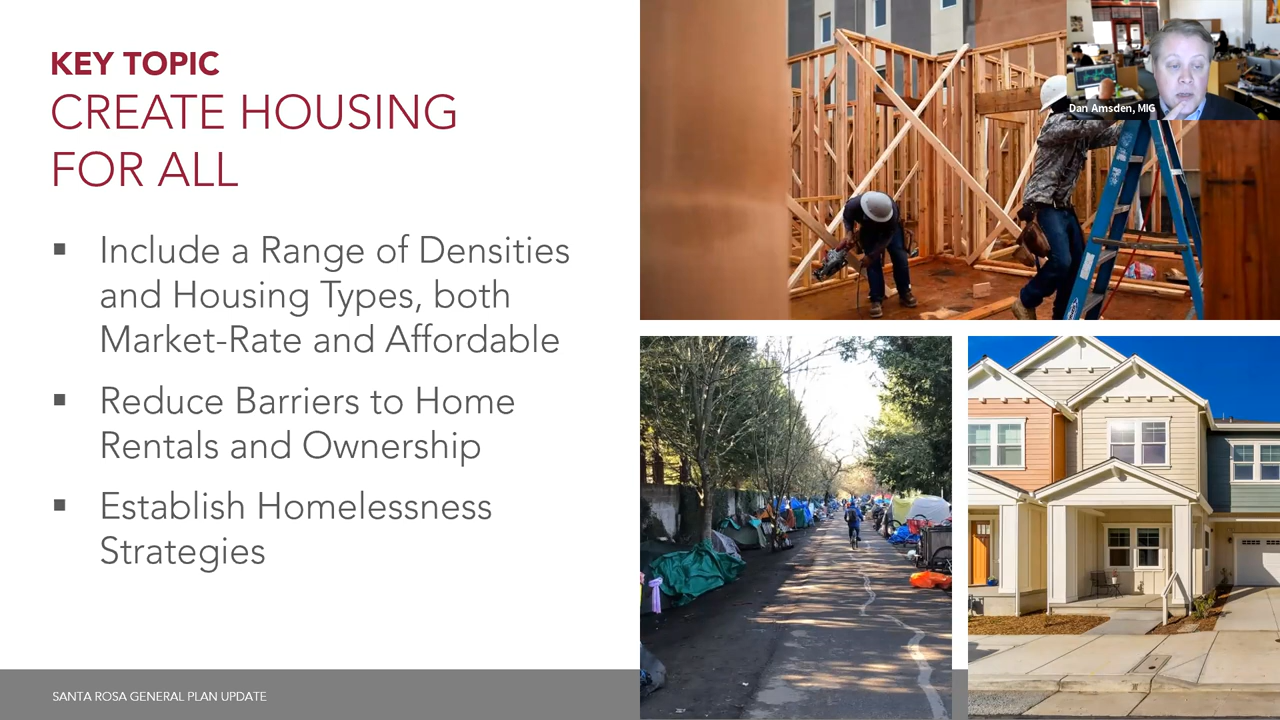 KEY TOPIC
CREATE HOUSING
FOR ALL
▪ Include a Range of Densities
and Housing Types, both
Market-Rate and Affordable
▪ Reduce Barriers to Home
Rentals and Ownership
▪ Establish Homelessness
Strategies
SANTA ROSA GENERAL PLAN UPDATE
Dan Amsden, MIG